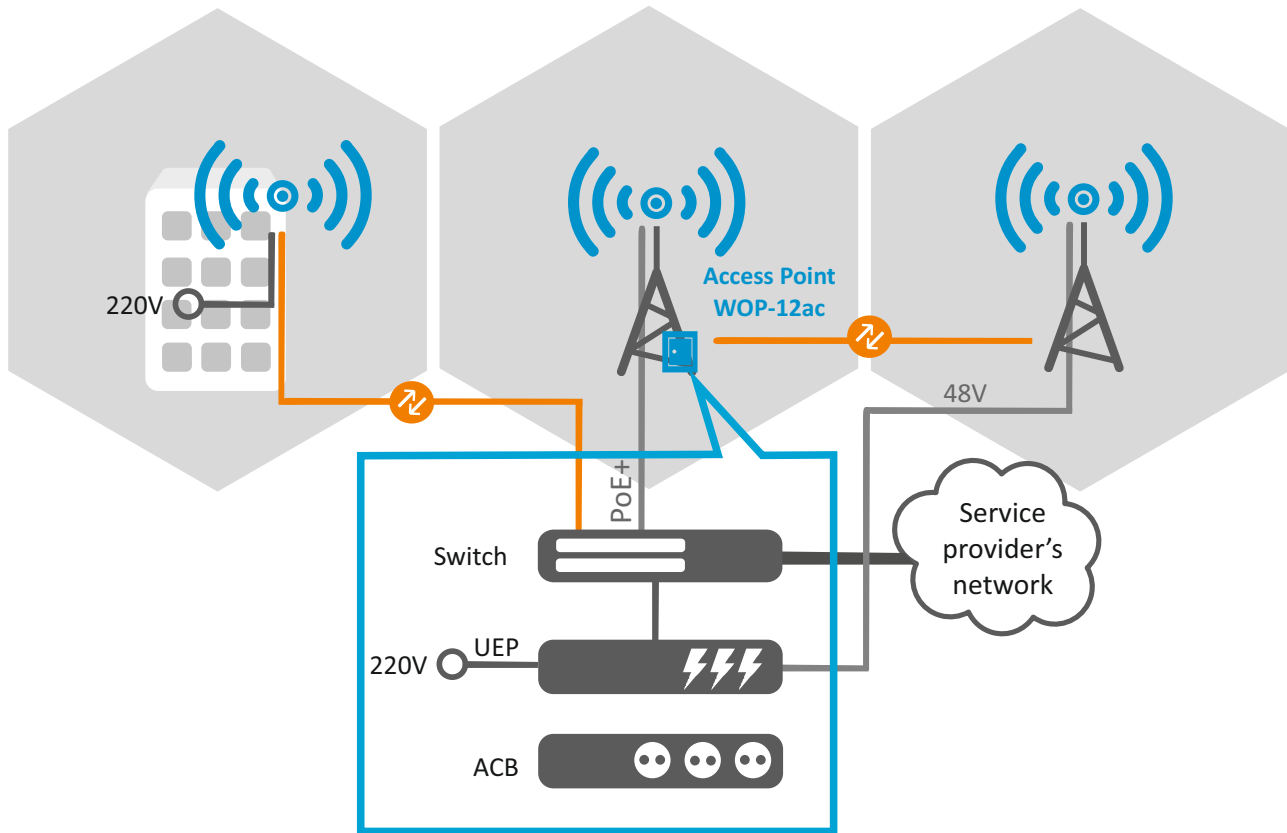 220V
Access Point
WOP-12ac
48V
PoE+
Service
provider’s
network
Switch
UEP
220V
ACB